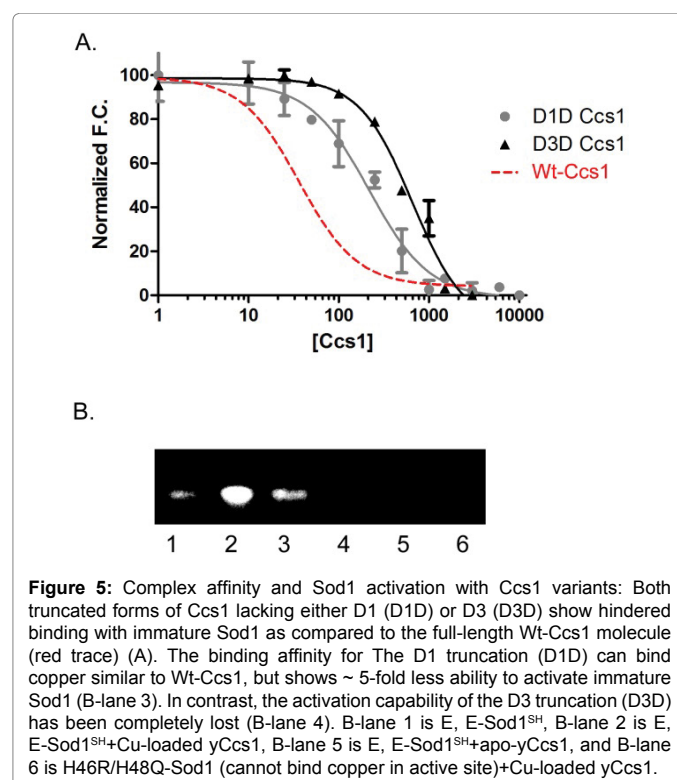 A.
Normalized F.C.
100
80
60
40
20
0
1
10
100
1000
10000
[Ccs1]
D1D Ccs1
D3D Ccs1
Wt-Ccs1
B.
1 2 3 4 5 6
Figure 5: Complex affinity and Sod1 activation with Ccs1 variants: Both
truncated forms of Ccs1 lacking either D1 (D1D) or D3 (D3D) show hindered
binding with immature Sod1 as compared to the full-length Wt-Ccs1 molecule
(red trace) (A). The binding affinity for The D1 truncation (D1D) can bind
copper similar to Wt-Ccs1, but shows ~ 5-fold less ability to activate immature
Sod1 (B-lane 3). In contrast, the activation capability of the D3 truncation (D3D)
has been completely lost (B-lane 4). B-lane 1 is E, E-Sod1ˢᴴ, B-lane 2 is E,
E-Sod1ˢᴴ+Cu-loaded yCcs1, B-lane 5 is E, E-Sod1ˢᴴ+apo-yCcs1, and B-lane
6 is H46R/H48Q-Sod1 (cannot bind copper in active site)+Cu-loaded yCcs1.